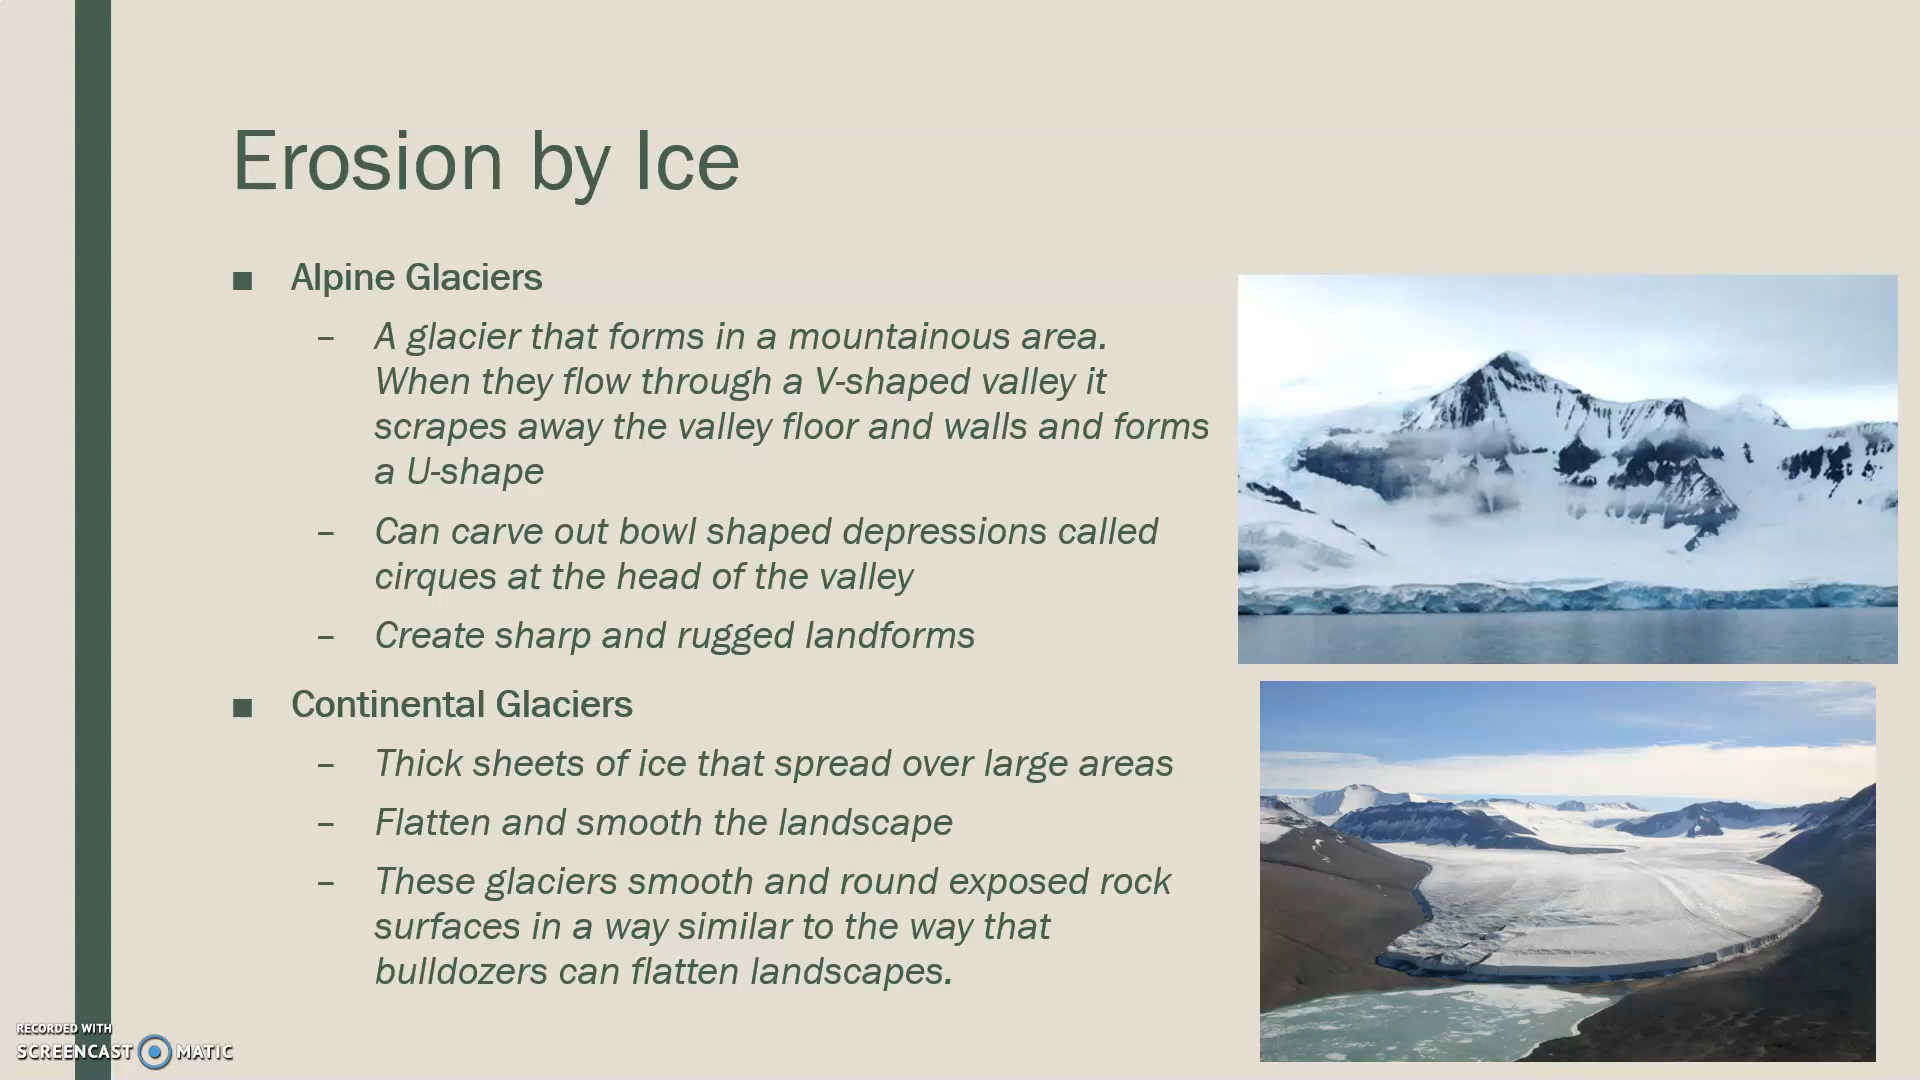 Erosion by Ice
■ Alpine Glaciers
– A glacier that forms in a mountainous area.
When they flow through a V-shaped valley it
scrapes away the valley floor and walls and forms
a U-shape
– Can carve out bowl shaped depressions called
cirques at the head of the valley
– Create sharp and rugged landforms
■ Continental Glaciers
– Thick sheets of ice that spread over large areas
– Flatten and smooth the landscape
– These glaciers smooth and round exposed rock
surfaces in a way similar to the way that
bulldozers can flatten landscapes.
RECORDED WITH
SCREENCAST MATIC